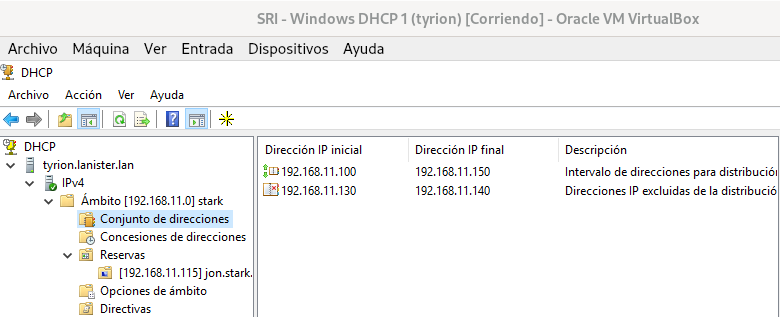 SRI - Windows DHCP 1 (tyrion) [Corriendo] - Oracle VM VirtualBox
Archivo Máquina Ver Entrada Dispositivos Ayuda
DHCP
Archivo Acción Ver Ayuda
DHCP
tyrion.lanister.lan
IPv4
Ámbito [192.168.11.0] stark
Conjunto de direcciones
Concesiones de direcciones
Reservas
[192.168.11.115] jon.stark.
Opciones de ámbito
Directivas
Dirección IP inicial Dirección IP final Descripción
192.168.11.100 192.168.11.150 Intervalo de direcciones para distribución
192.168.11.130 192.168.11.140 Direcciones IP excluidas de la distribució